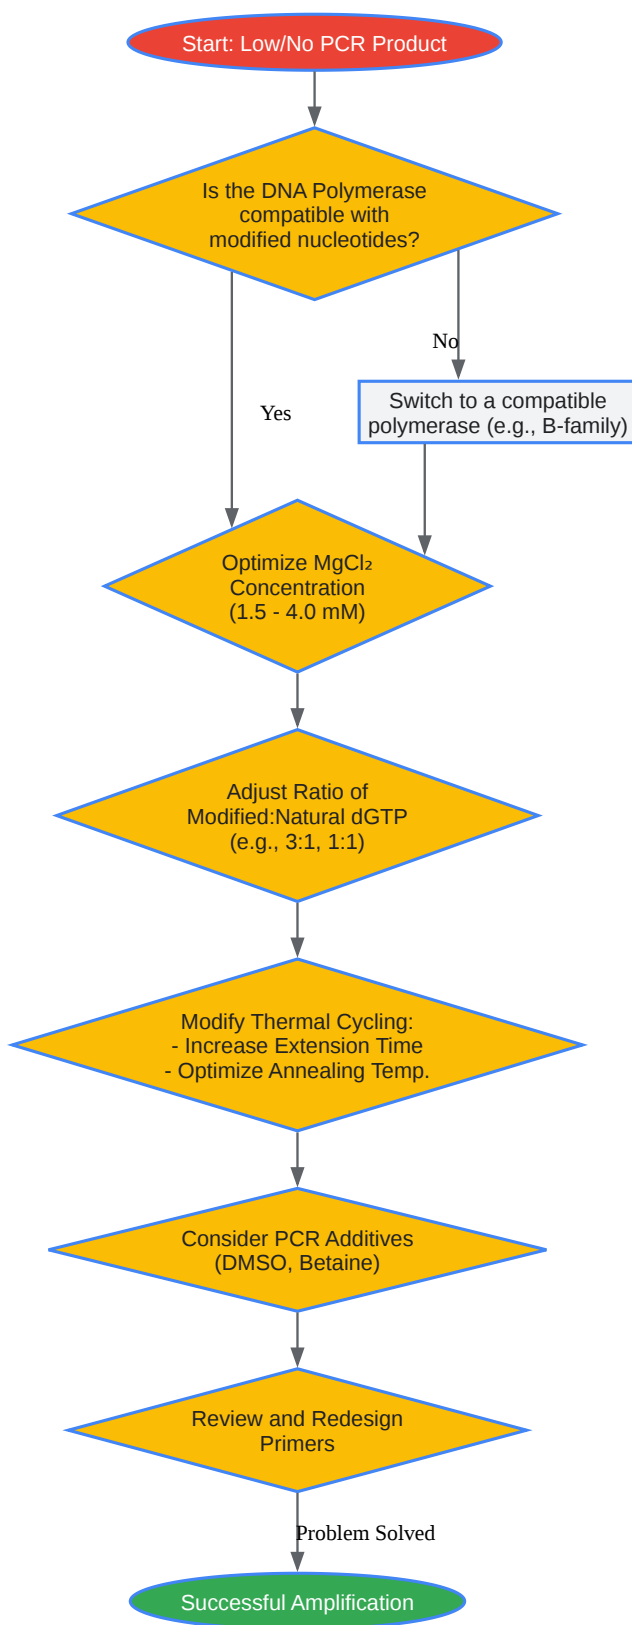 Start: Low/No PCR Product
Is the DNA Polymerase
compatible with
modified nucleotides?
No
Switch to a compatible
polymerase (e.g., B-family)
Yes
Optimize MgCl₂
Concentration
(1.5 - 4.0 mM)
Adjust Ratio of
Modified:Natural dGTP
(e.g., 3:1, 1:1)
Modify Thermal Cycling:
- Increase Extension Time
- Optimize Annealing Temp.
Consider PCR Additives
(DMSO, Betaine)
Review and Redesign
Primers
Problem Solved
Successful Amplification